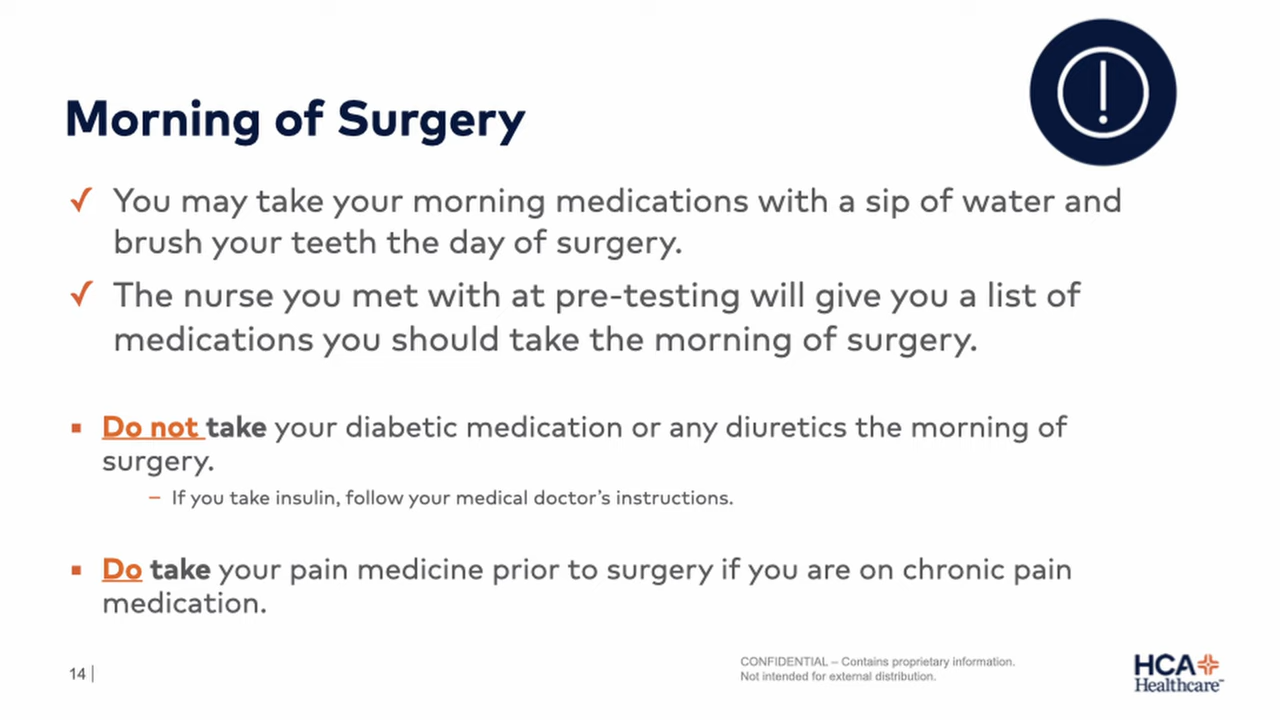 Morning of Surgery
✓ You may take your morning medications with a sip of water and
brush your teeth the day of surgery.
✓ The nurse you met with at pre-testing will give you a list of
medications you should take the morning of surgery.
▪ Do not take your diabetic medication or any diuretics the morning of
surgery.
– If you take insulin, follow your medical doctor's instructions.
▪ Do take your pain medicine prior to surgery if you are on chronic pain
medication.
14 |
CONFIDENTIAL – Contains proprietary information.
Not intended for external distribution.
HCA
Healthcare™